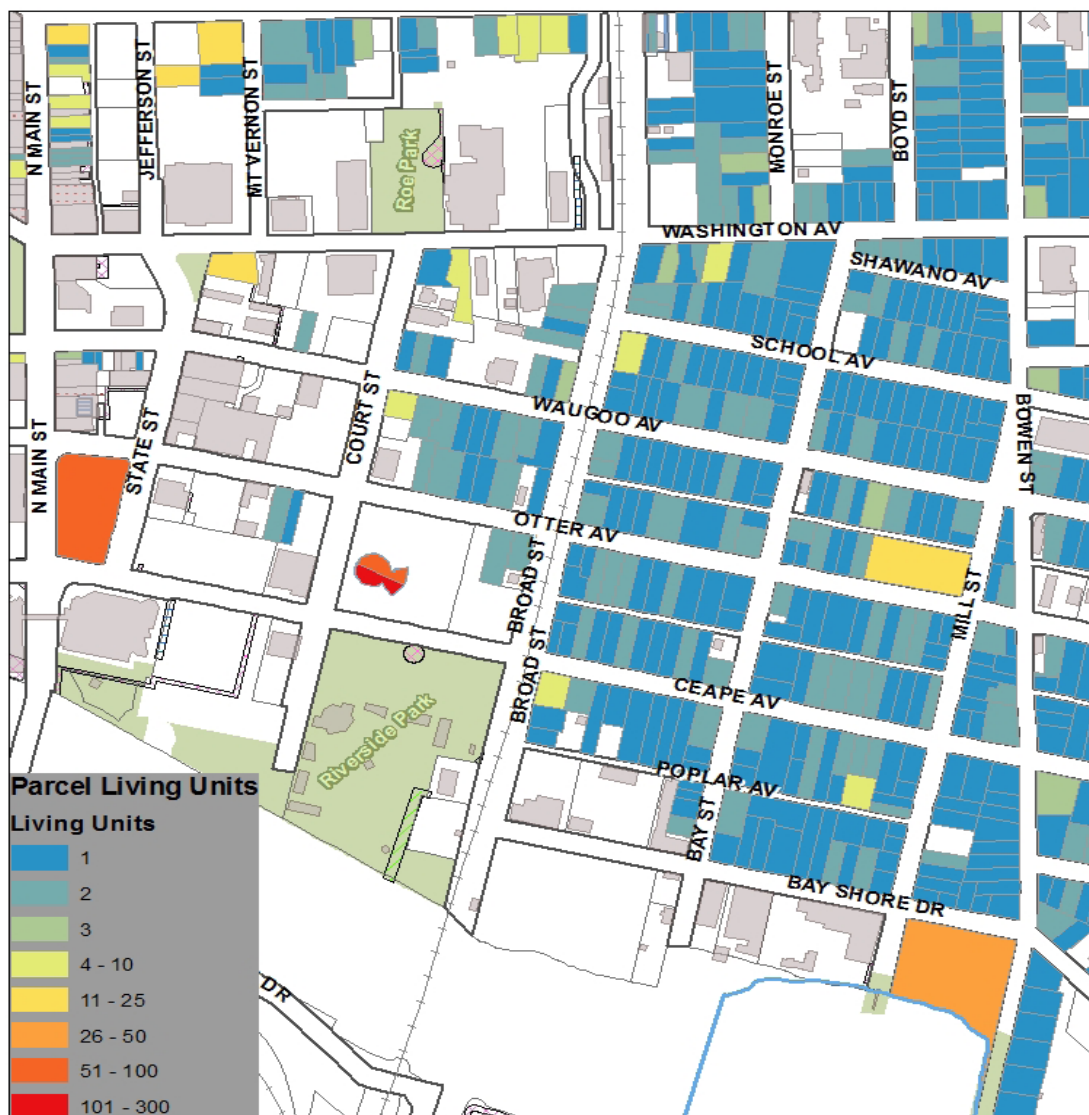 N MAIN ST
JEFFERSON ST
MT VERNON ST
Roe Park
MONROE ST
BOYD ST
WASHINGTON AV
SHAWANO AV
SCHOOL AV
WAUGOO AV
COURT ST
STATE ST
N MAIN ST
BOWEN ST
OTTER AV
BROAD ST
MILL ST
BROAD ST
CEAPE AV
Riverside Park
POPLAR AV
BAY ST
BAY SHORE DR
DR
Parcel Living Units
Living Units
1
2
3
4 - 10
11 - 25
26 - 50
51 - 100
101 - 300